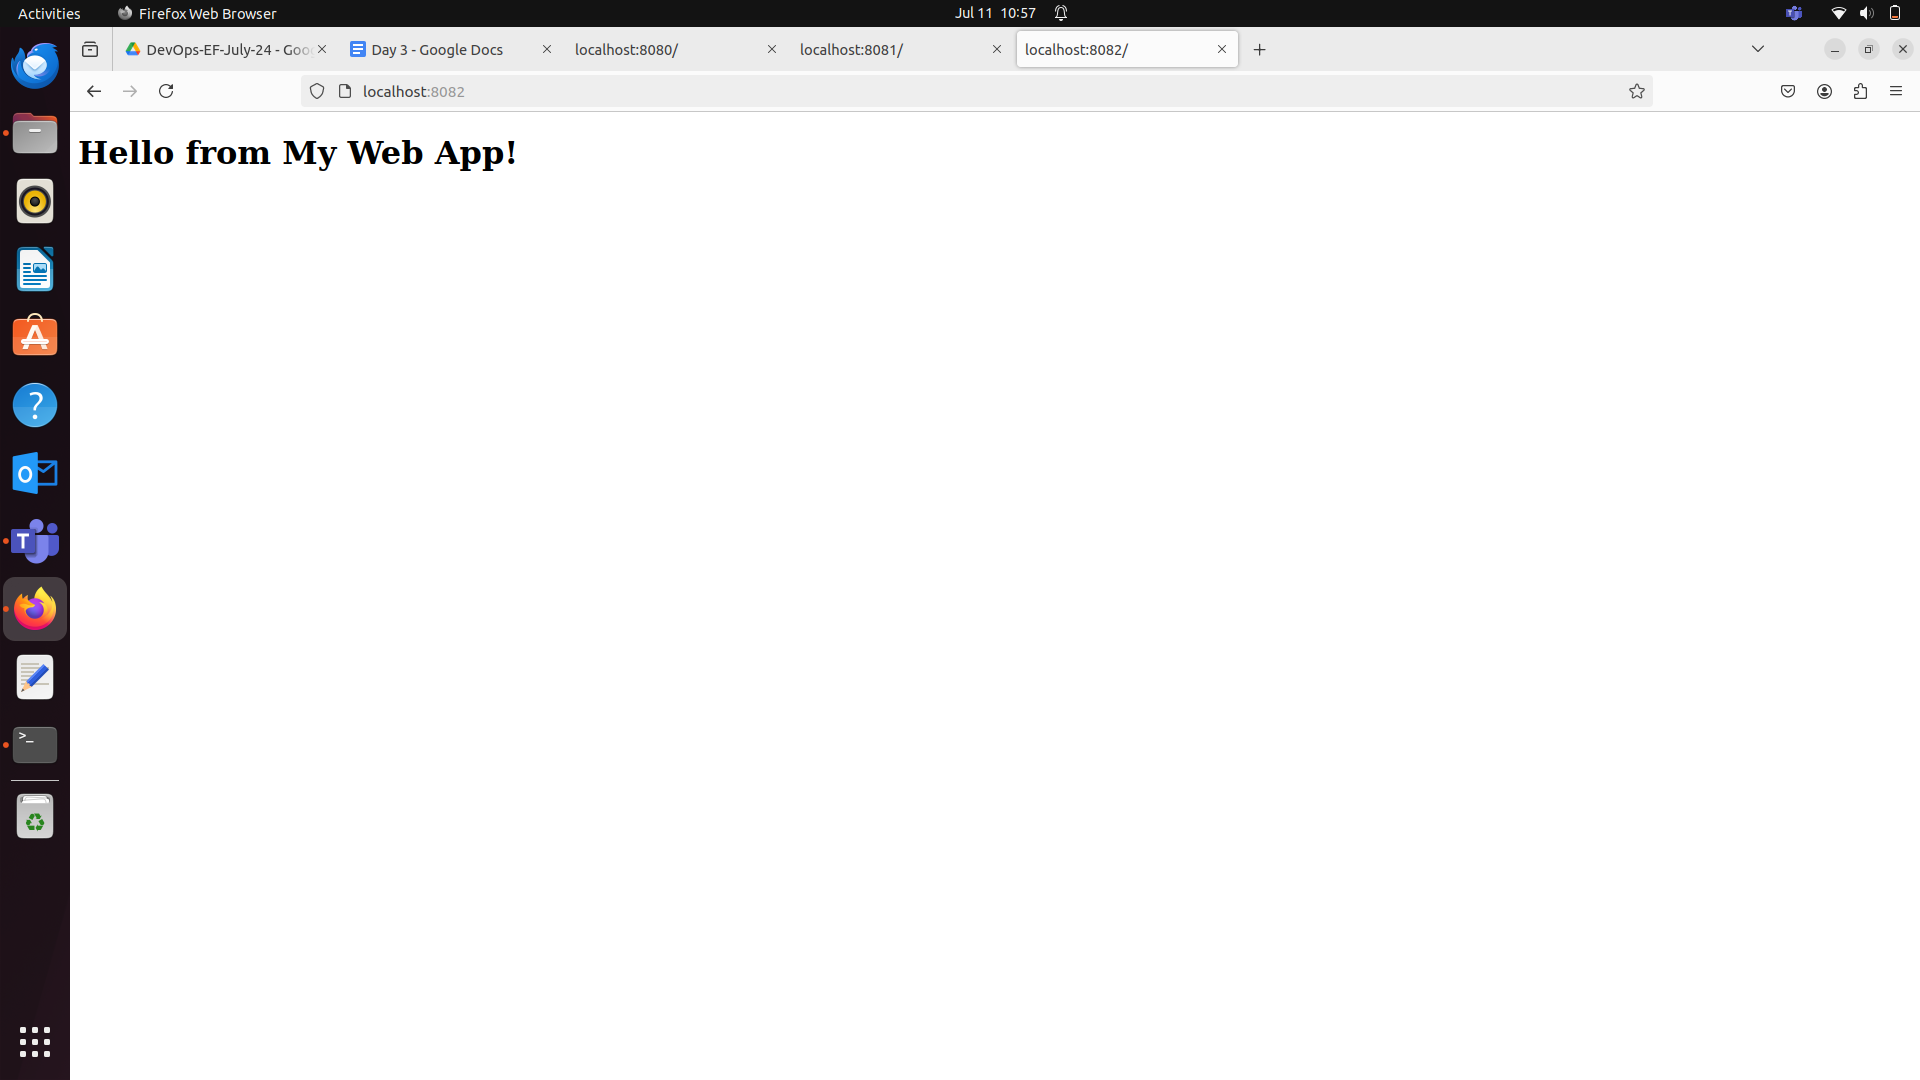 Activities
Firefox Web Browser
Jul 11 10:57
DevOps-EF-July-24 - Goo
Day 3 - Google Docs
localhost:8080/
localhost:8081/
localhost:8082/
localhost:8082
Hello from My Web App!